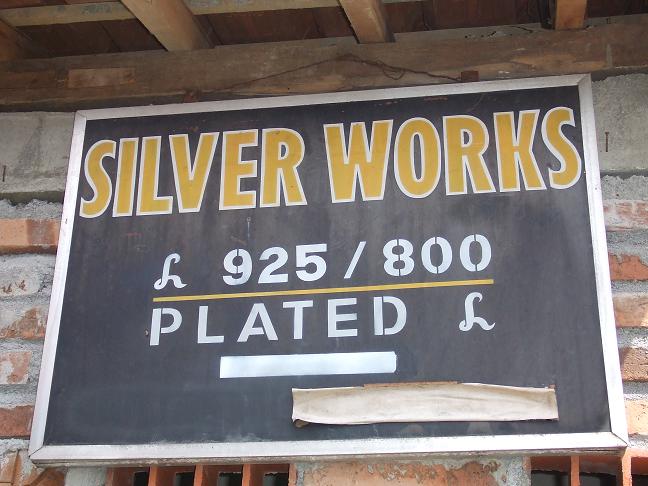 SILVER WORKS
925 / 800
PLATED